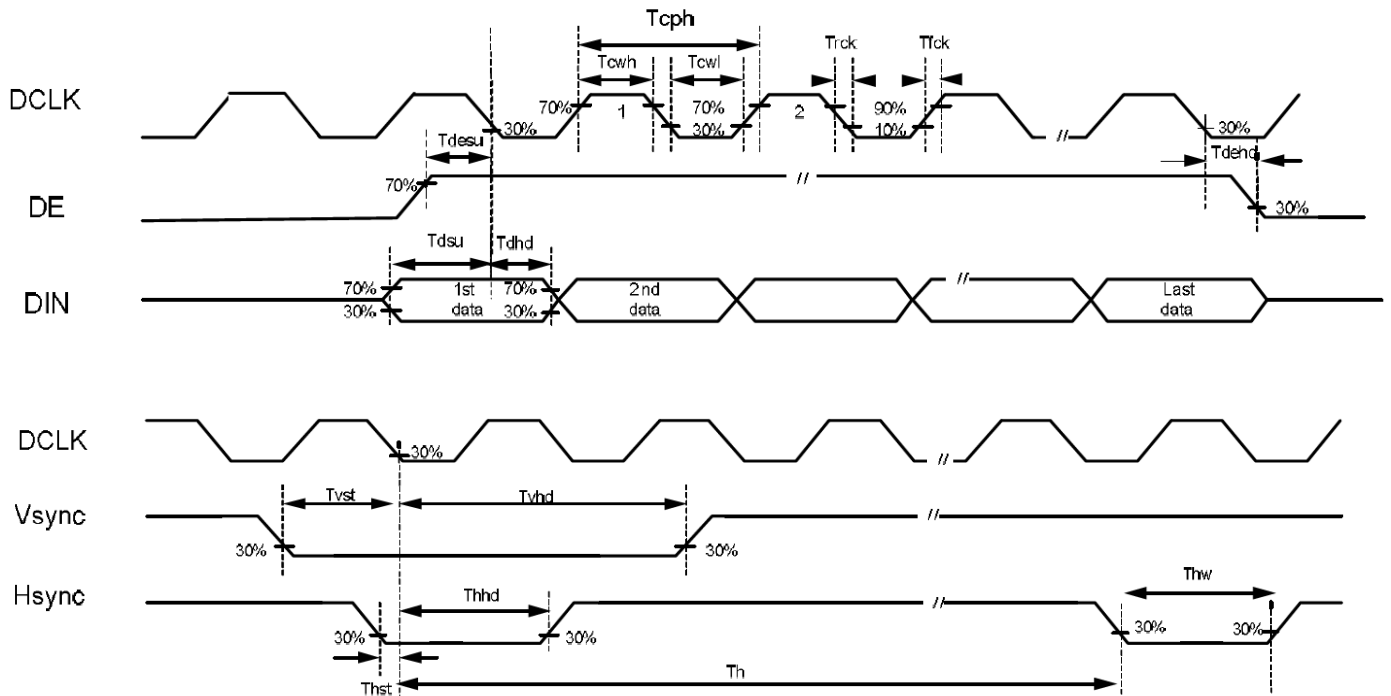 Tcph
Trck
Tfck
Tcwh
Tcwl
DCLK
70%
1
70%
2
90%
30%
30%
10%
//
30%
Tdesu
Tdehd
70%
//
DE
30%
Tdsu
Tdhd
DIN
70%
1st
70%
2nd
//
Last
30%
data
30%
data
data
DCLK
30%
//
Tvst
Tvhd
Vsync
//
30%
30%
Hsync
Thhd
//
Thw
30%
30%
30%
30%
Thst
Th